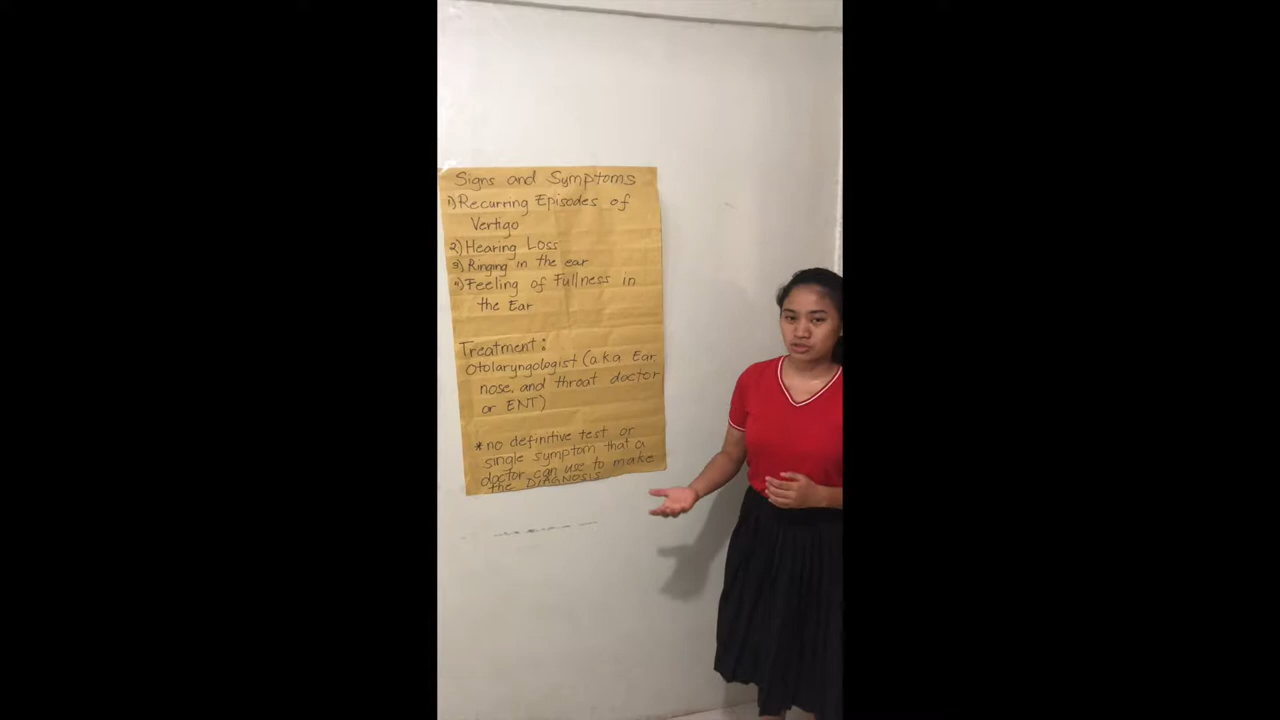 Signs and Symptoms
1) Recurring Episodes of
Vertigo
2) Hearing Loss
3) Ringing in the ear
4) Feeling of Fullness in
the Ear
Treatment:
Otolaryngologist (a.k.a Ear,
nose, and throat doctor
or ENT)
*no definitive test or
single symptom that a
doctor can use to make
the DIAGNOSIS